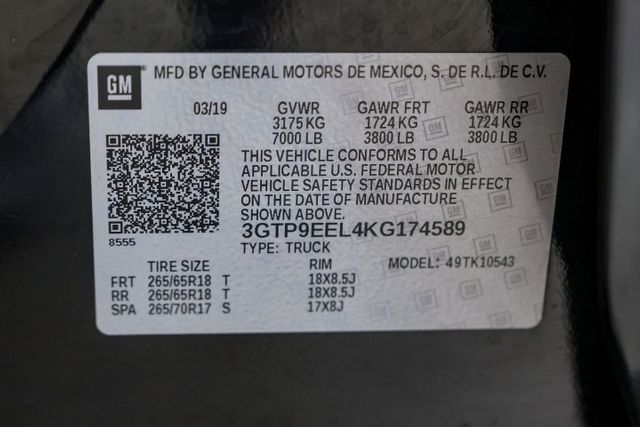 GM MFD BY GENERAL MOTORS DE MEXICO, S. DE R.L. DE C.V.
03/19 GVWR GAWR FRT GAWR RR
3175 KG 1724 KG 1724 KG
7000 LB 3800 LB 3800 LB
THIS VEHICLE CONFORMS TO ALL
APPLICABLE U.S. FEDERAL MOTOR
VEHICLE SAFETY STANDARDS IN EFFECT
ON THE DATE OF MANUFACTURE
SHOWN ABOVE.
3GTP9EEL4KG174589
8555
TYPE: TRUCK
TIRE SIZE RIM MODEL: 49TK10543
FRT 265/65R18 T 18X8.5J
RR 265/65R18 T 18X8.5J
SPA 265/70R17 S 17X8J